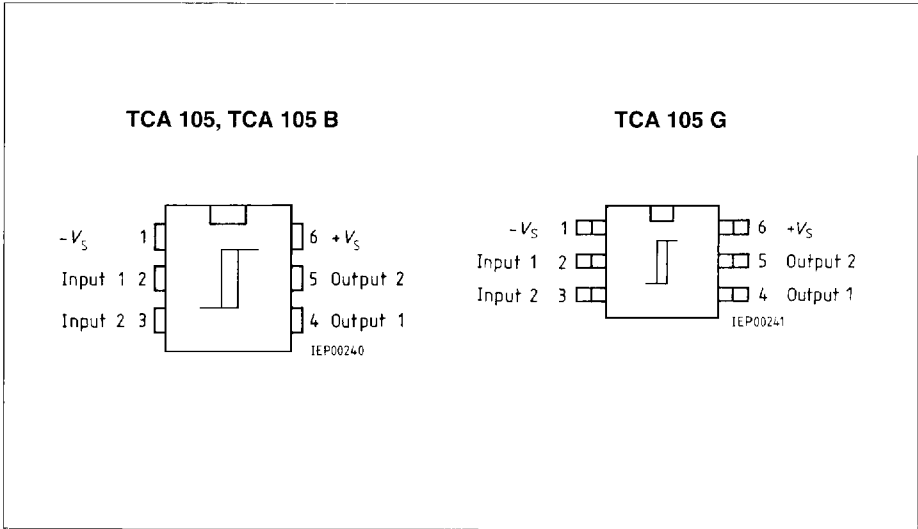 TCA 105, TCA 105 B
-VS 1 6 +VS
Input 1 2 5 Output 2
Input 2 3 4 Output 1
IEP00240
TCA 105 G
-VS 1 6 +VS
Input 1 2 5 Output 2
Input 2 3 4 Output 1
IEP00241